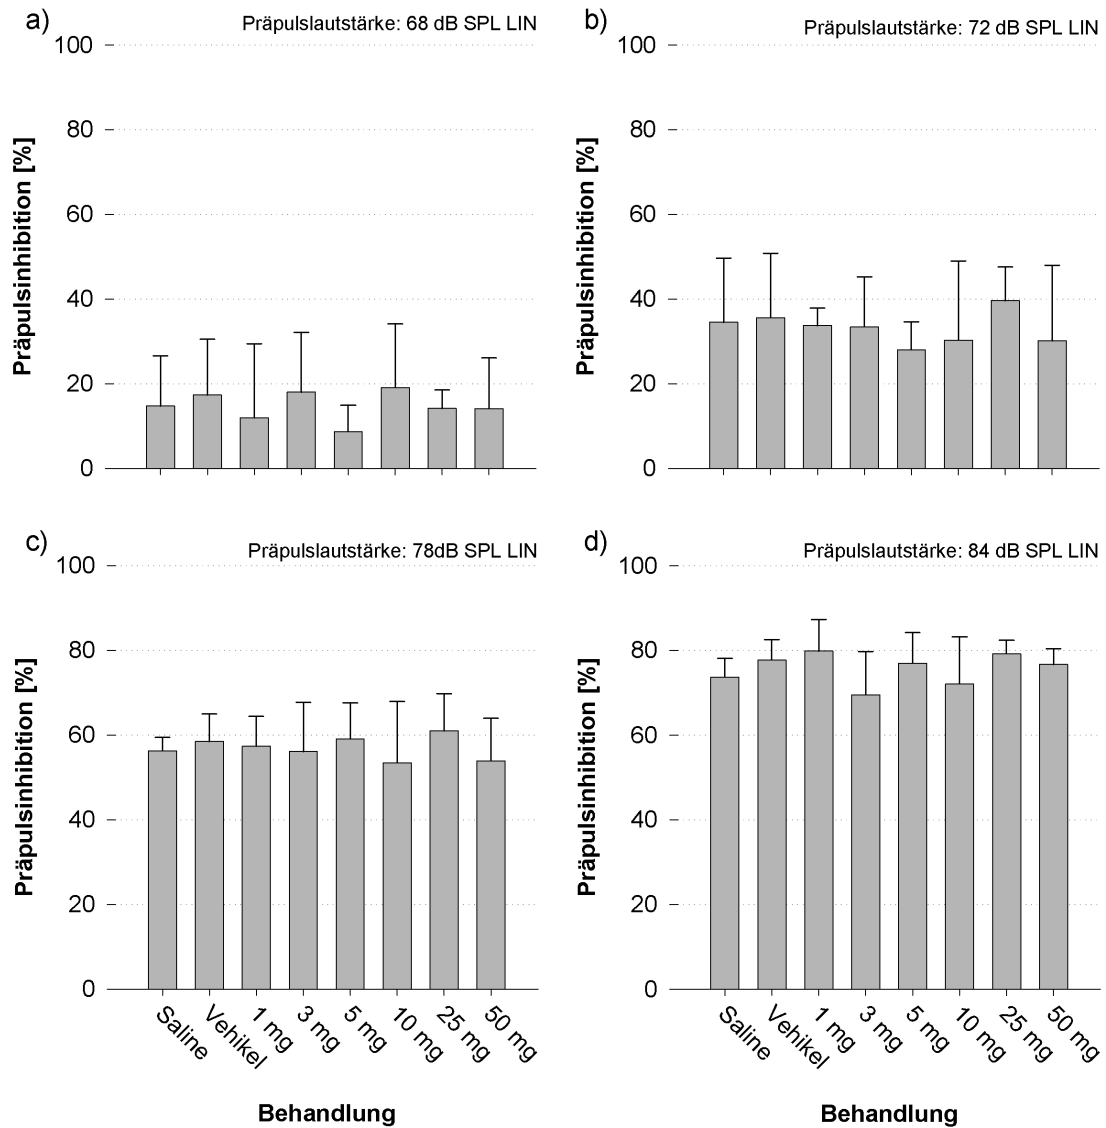 a)
Präpulslautstärke: 68 dB SPL LIN
100
80
60
40
20
0
Präpulsinhibition [%]
b)
Präpulslautstärke: 72 dB SPL LIN
100
80
60
40
20
0
Präpulsinhibition [%]
c)
Präpulslautstärke: 78dB SPL LIN
100
80
60
40
20
0
Präpulsinhibition [%]
Saline
Vehikel
1 mg
3 mg
5 mg
10 mg
25 mg
50 mg
Behandlung
d)
Präpulslautstärke: 84 dB SPL LIN
100
80
60
40
20
0
Präpulsinhibition [%]
Saline
Vehikel
1 mg
3 mg
5 mg
10 mg
25 mg
50 mg
Behandlung